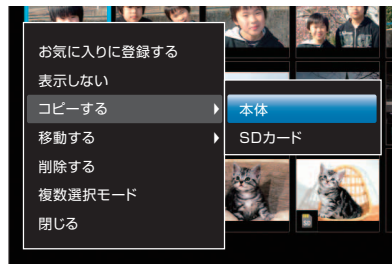 お気に入りに登録する
表示しない
コピーする
本体
移動する
SDカード
削除する
複数選択モード
閉じる